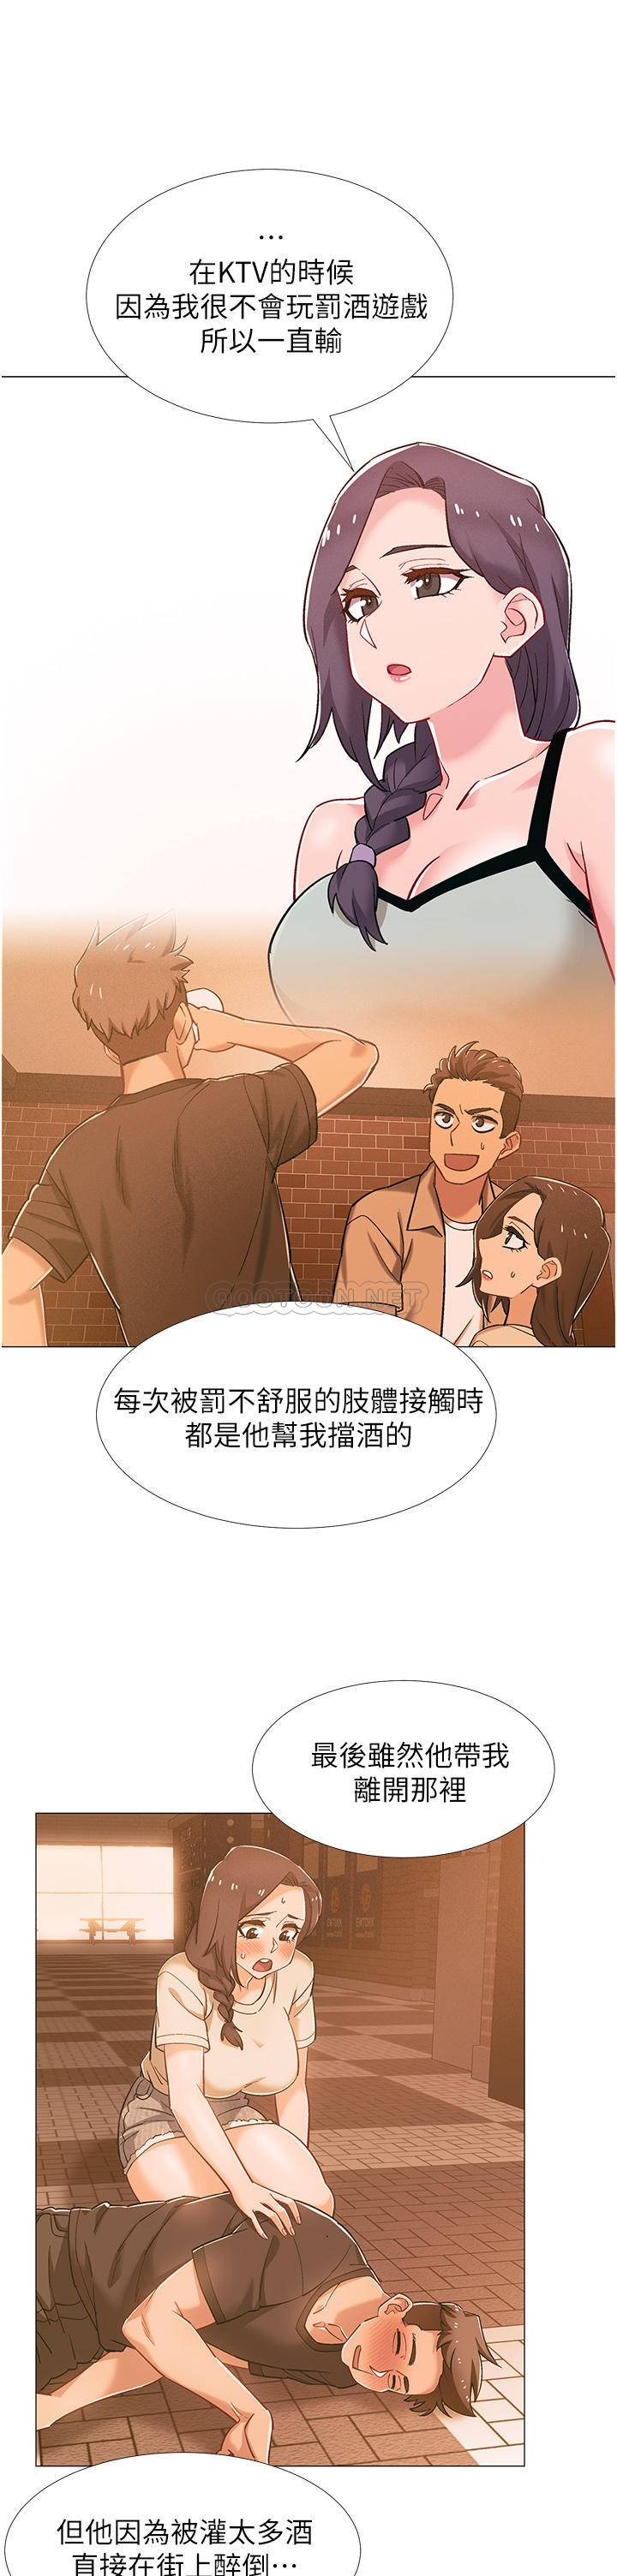 …
在KTV的時候
因為我很不會玩罰酒遊戲
所以一直輸
QOOTOON.NET
每次被罰不舒服的肢體接觸時
都是他幫我擋酒的
最後雖然他帶我
離開那裡
但他因為被灌太多酒
直接在街上醉倒…